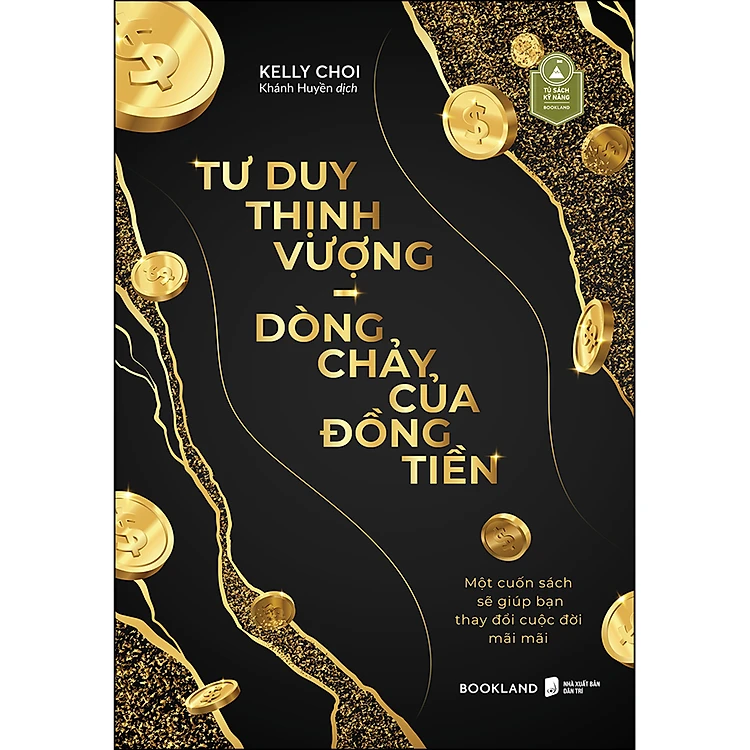 KELLY CHOI
Khánh Huyền dịch
TỦ SÁCH
KỸ NĂNG
BOOKLAND
TƯ DUY
THỊNH
VƯỢNG
–
DÒNG
CHẢY
CỦA
ĐỒNG
TIỀN
Một cuốn sách
sẽ giúp bạn
thay đổi cuộc đời
mãi mãi
BOOKLAND
NHÀ XUẤT BẢN
DÂN TRÍ